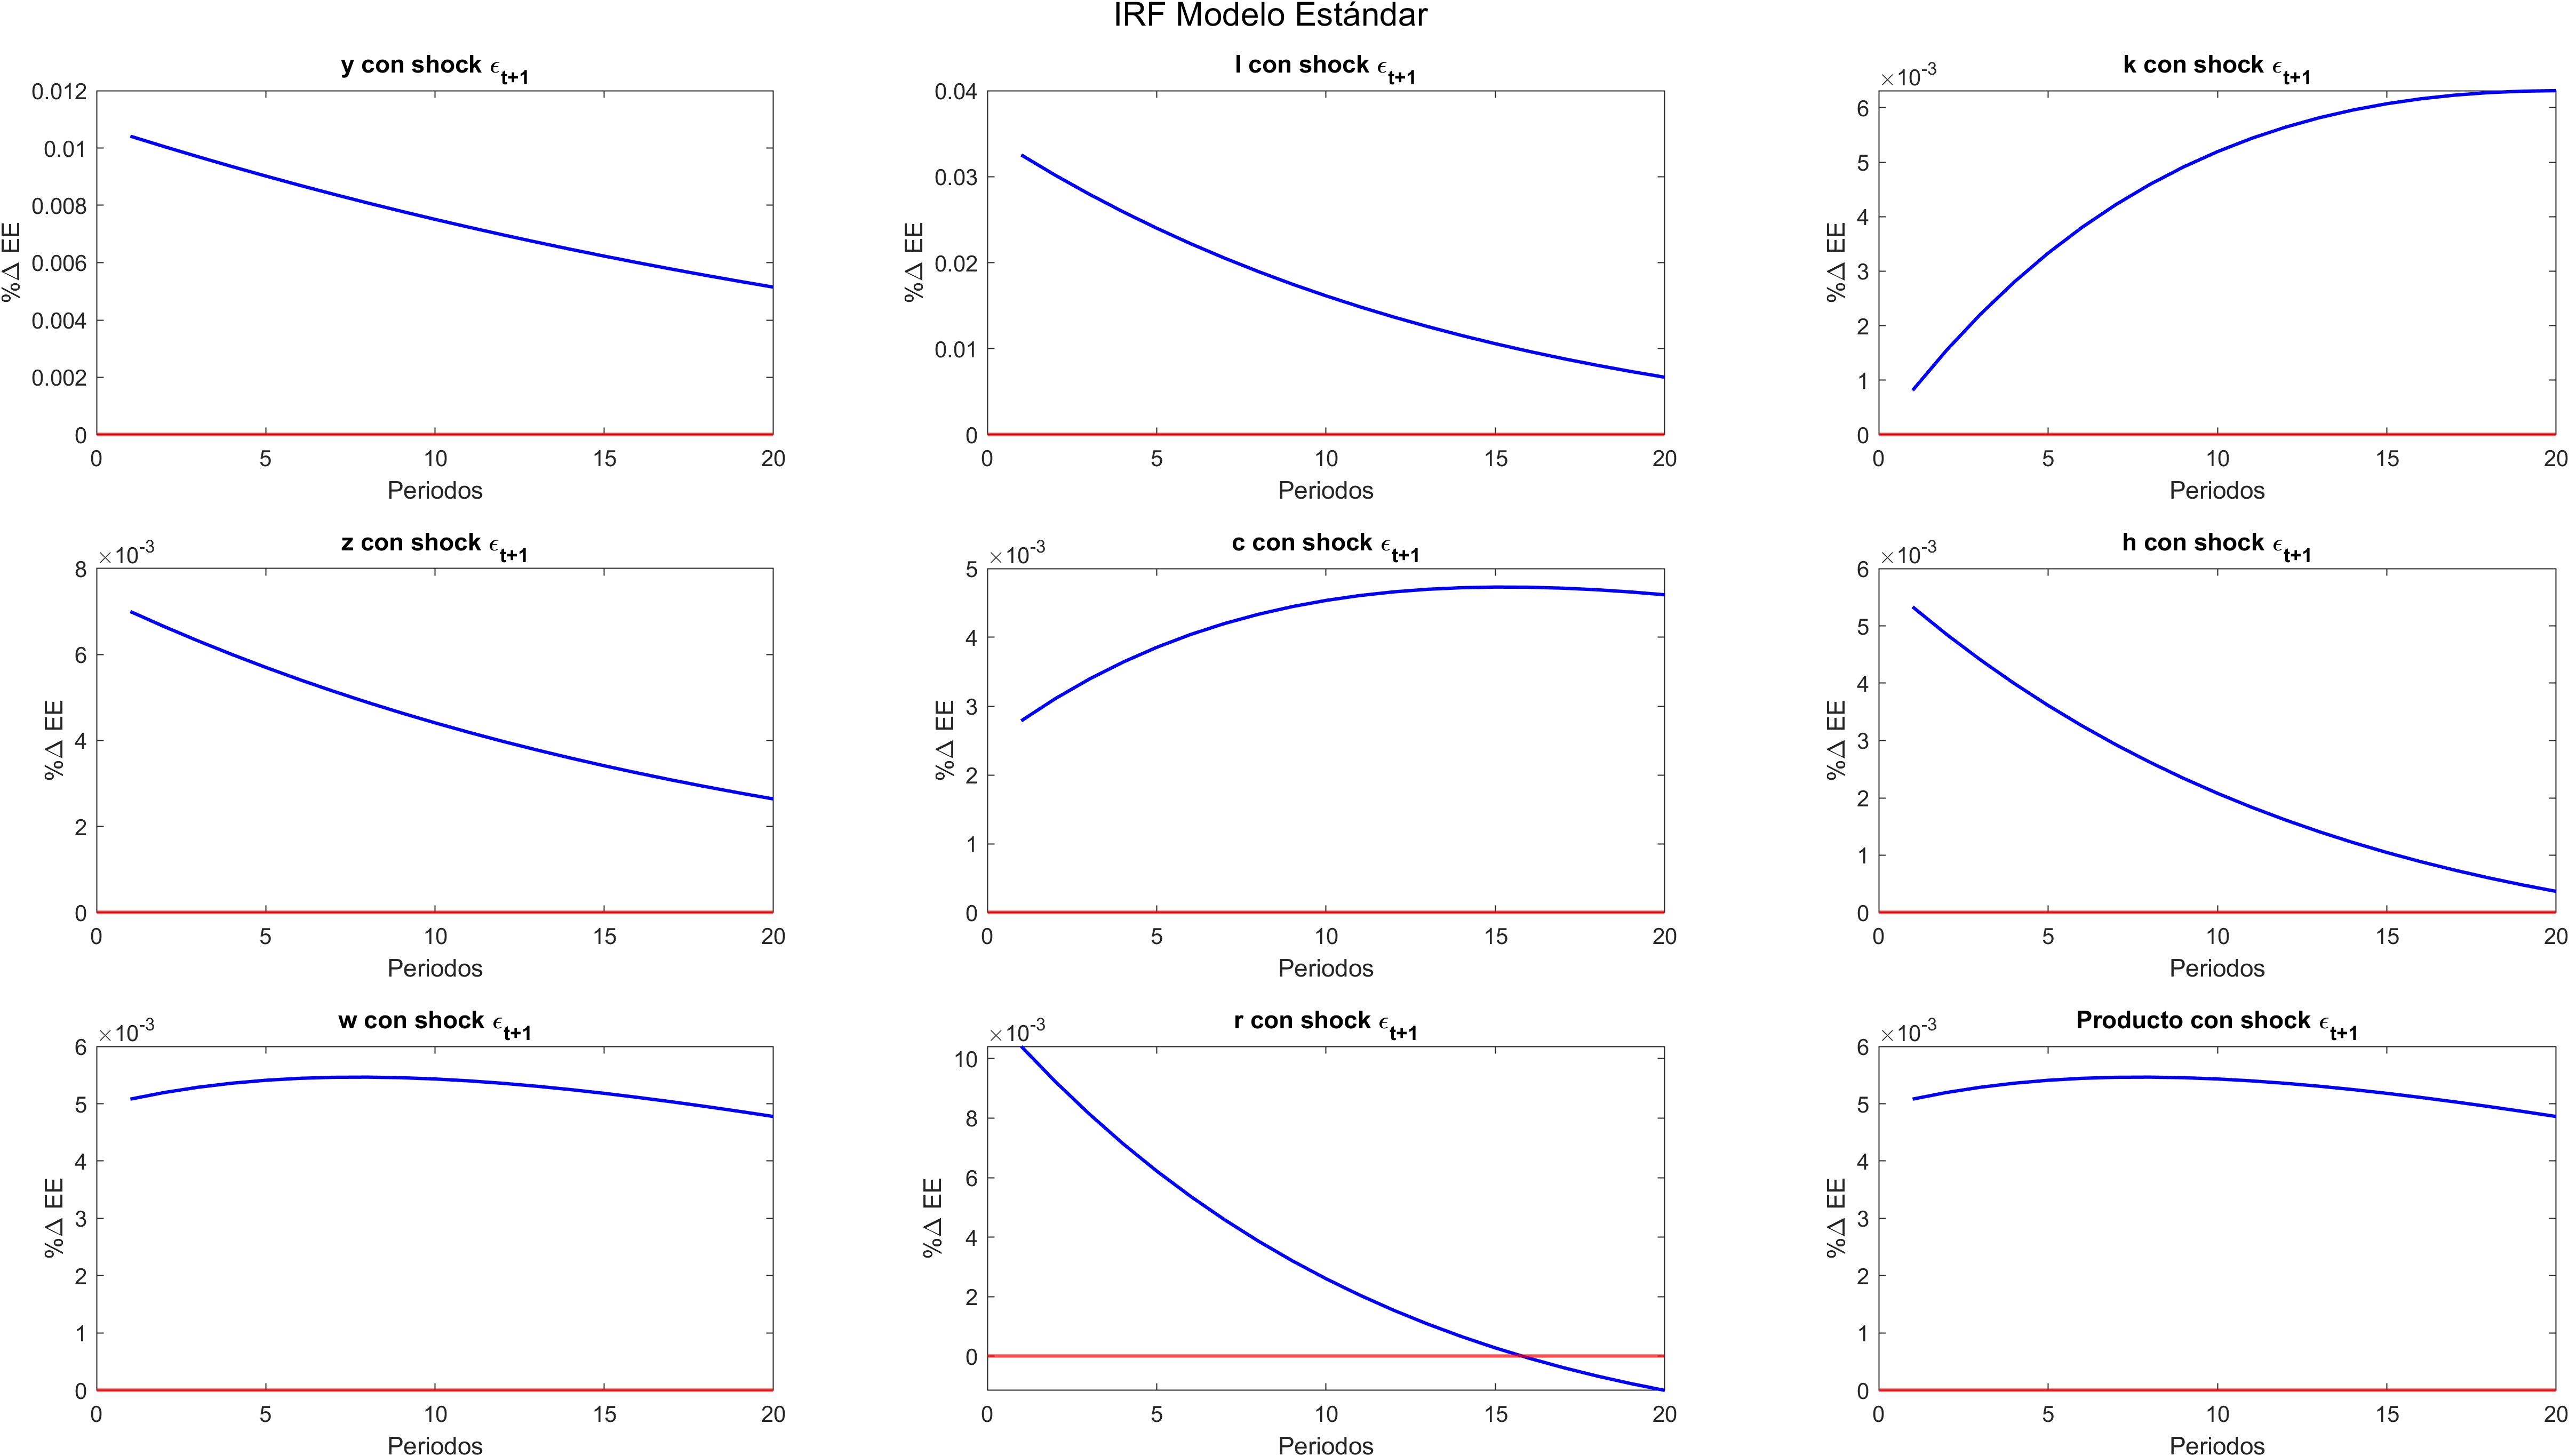 IRF Modelo Estándar
y con shock ϵt+1
0.012
0.01
0.008
0.006
0.004
0.002
0
%Δ EE
0 5 10 15 20
Periodos
I con shock ϵt+1
0.04
0.03
0.02
0.01
0
%Δ EE
0 5 10 15 20
Periodos
k con shock ϵt+1
×10-3
6
5
4
3
2
1
0
%Δ EE
0 5 10 15 20
Periodos
z con shock ϵt+1
×10-3
8
6
4
2
0
%Δ EE
0 5 10 15 20
Periodos
c con shock ϵt+1
×10-3
5
4
3
2
1
0
%Δ EE
0 5 10 15 20
Periodos
h con shock ϵt+1
×10-3
6
5
4
3
2
1
0
%Δ EE
0 5 10 15 20
Periodos
w con shock ϵt+1
×10-3
6
5
4
3
2
1
0
%Δ EE
0 5 10 15 20
Periodos
r con shock ϵt+1
×10-3
10
8
6
4
2
0
%Δ EE
0 5 10 15 20
Periodos
Producto con shock ϵt+1
×10-3
6
5
4
3
2
1
0
%Δ EE
0 5 10 15 20
Periodos